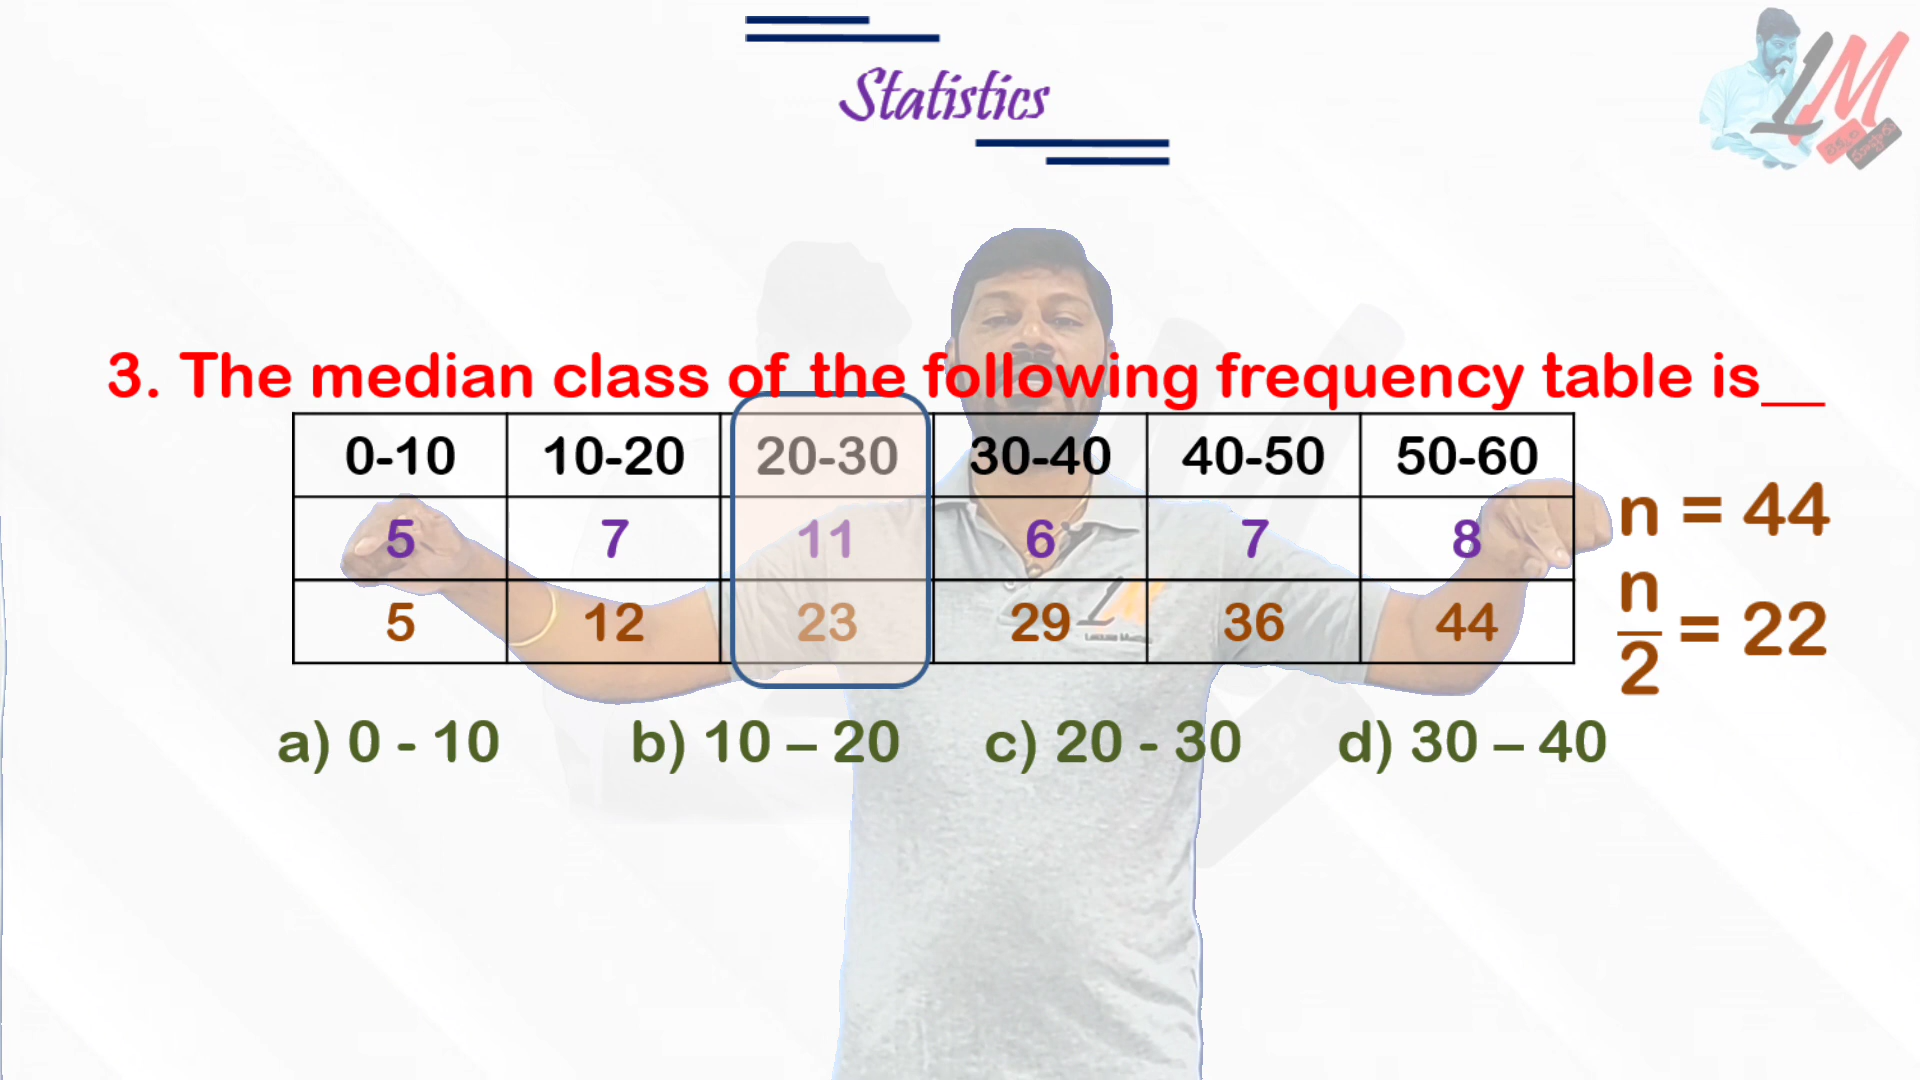 Statistics
LM
3. The median class of the following frequency table is__
0-10 10-20 20-30 30-40 40-50 50-60
5 7 11 6 7 8
5 12 23 29 36 44
n = 44
n/2 = 22
a) 0 - 10 b) 10 – 20 c) 20 - 30 d) 30 – 40